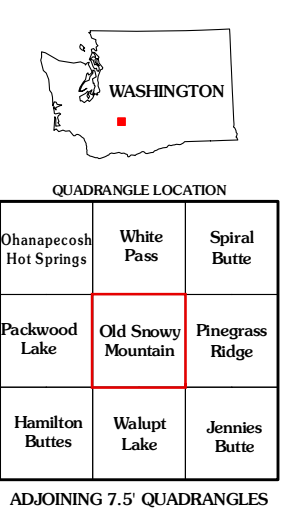 WASHINGTON
QUADRANGLE LOCATION
Ohanapecosh
Hot Springs
White
Pass
Spiral
Butte
Packwood
Lake
Old Snowy
Mountain
Pinegrass
Ridge
Hamilton
Buttes
Walupt
Lake
Jennies
Butte
ADJOINING 7.5' QUADRANGLES